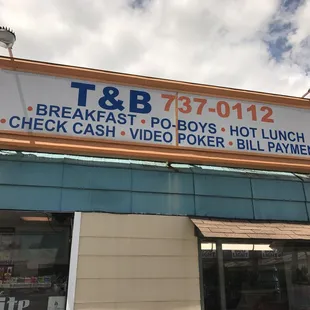 T&B 737-0112
• BREAKFAST • PO-BOYS • HOT LUNCH
• CHECK CASH • VIDEO POKER • BILL PAYMEN